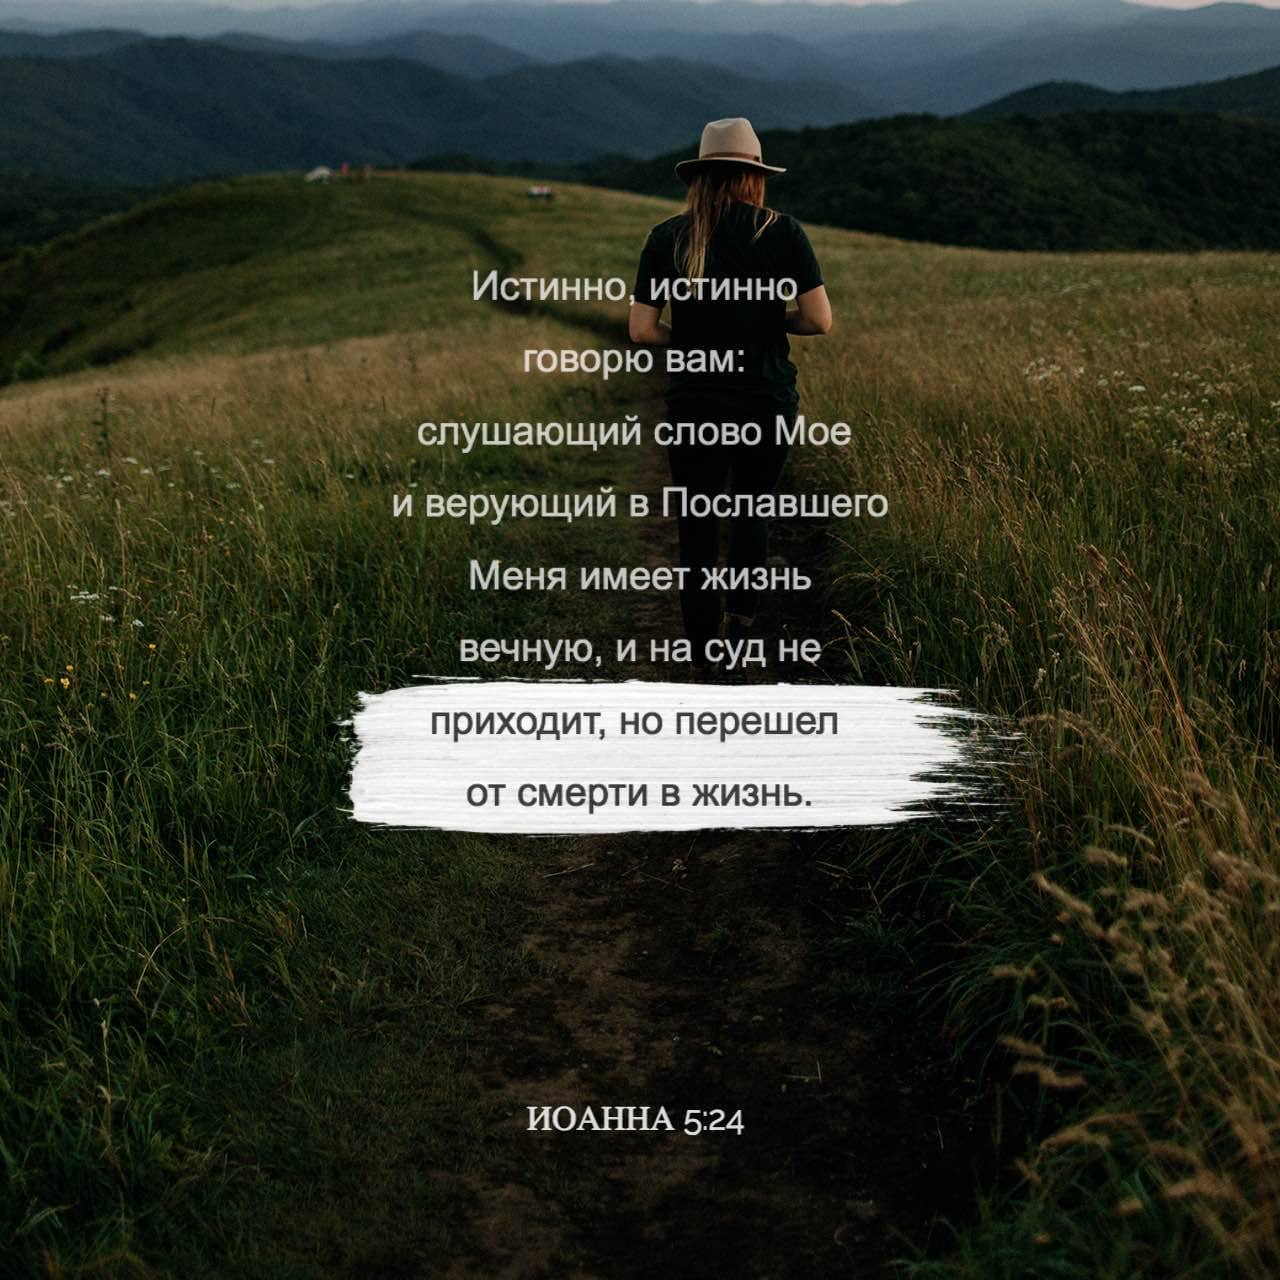 Истинно, истинно
говорю вам:
слушающий слово Мое
и верующий в Пославшего
Меня имеет жизнь
вечную, и на суд не
приходит, но перешел
от смерти в жизнь.
ИОАННА 5:24